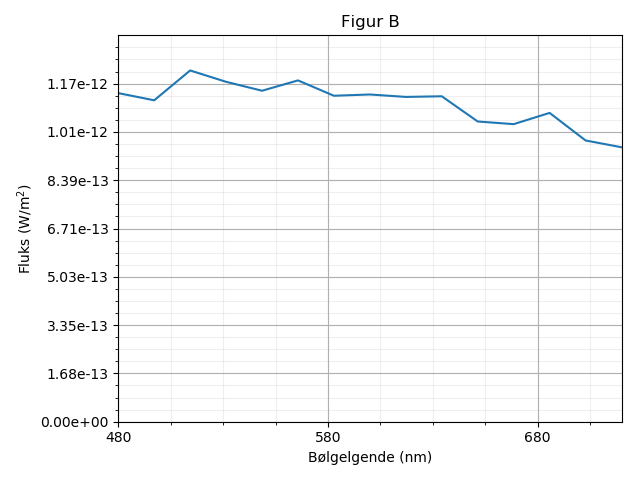 Figur B
1.17e-12
1.01e-12
8.39e-13
6.71e-13
5.03e-13
3.35e-13
1.68e-13
0.00e+00
Fluks (W/m²)
480 580 680
Bølgelgende (nm)